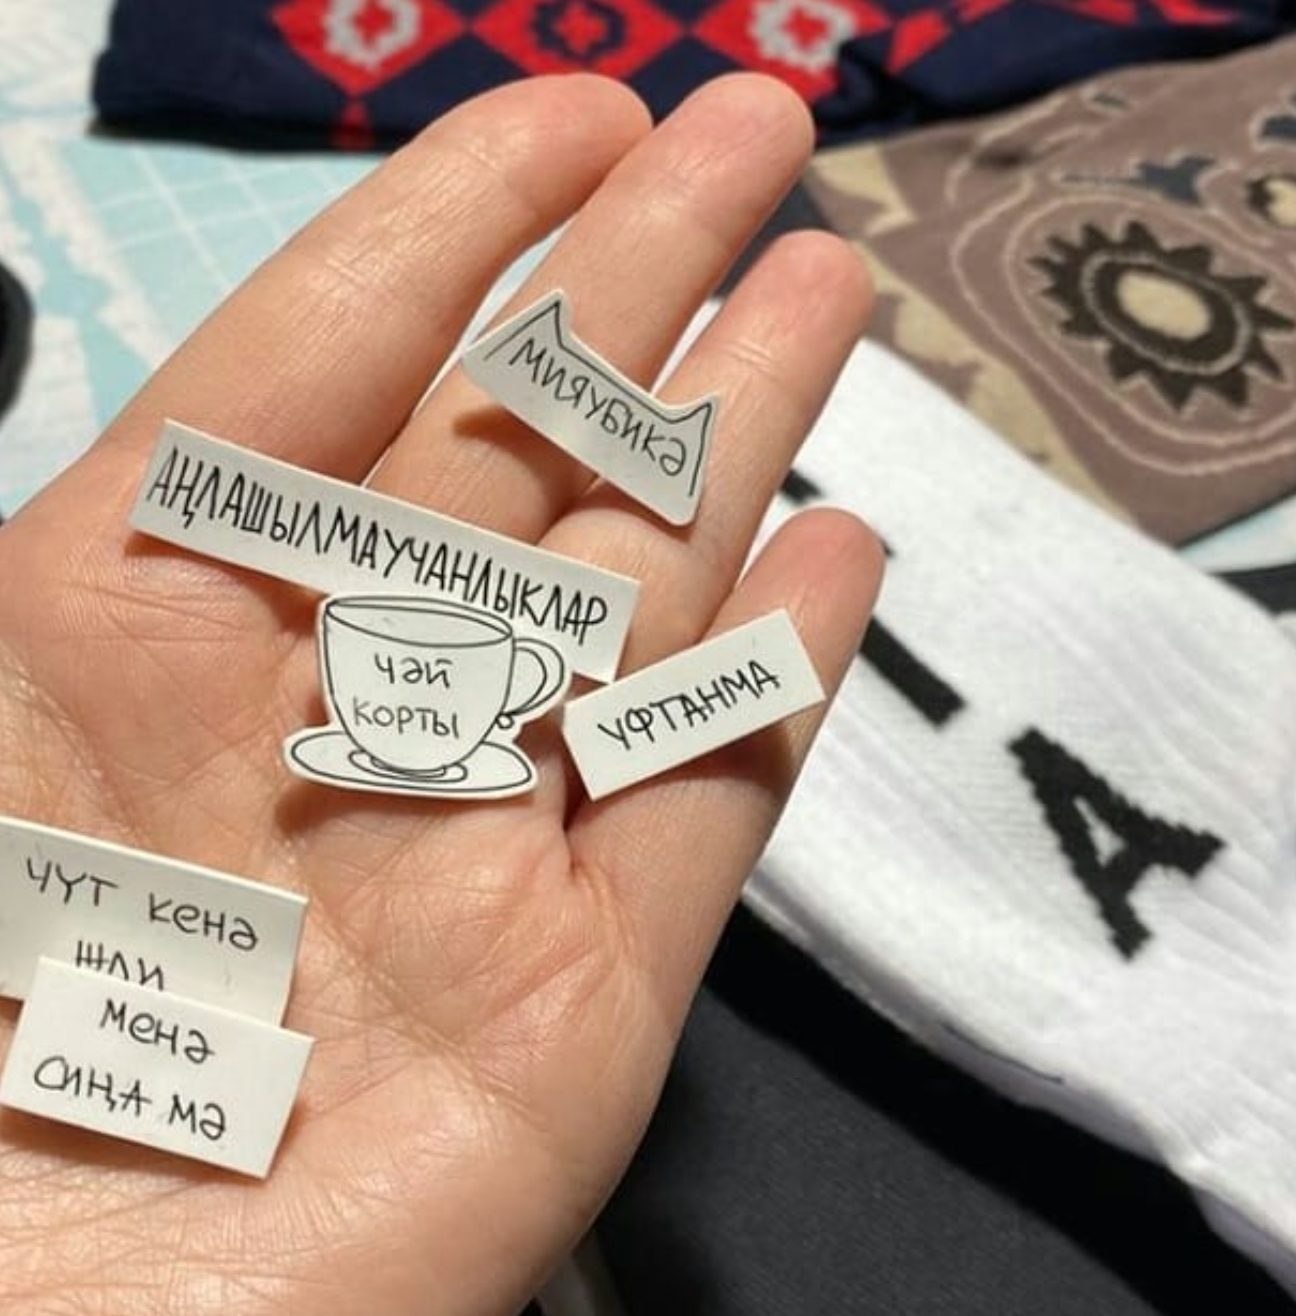 МИЯУБИКӘ
АҢЛАШЫЛМАУЧАНЛЫКЛАР
ЧӘЙ
КОРТЫ
УФТАНМА
ЧҮТ КЕНӘ
МЕНӘ
СИҢА МӘ
А